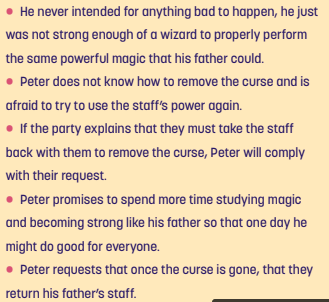 • He never intended for anything bad to happen, he just
was not strong enough of a wizard to properly perform
the same powerful magic that his father could.
• Peter does not know how to remove the curse and is
afraid to try to use the staff's power again.
• If the party explains that they must take the staff
back with them to remove the curse, Peter will comply
with their request.
• Peter promises to spend more time studying magic
and becoming strong like his father so that one day he
might do good for everyone.
• Peter requests that once the curse is gone, that they
return his father's staff.